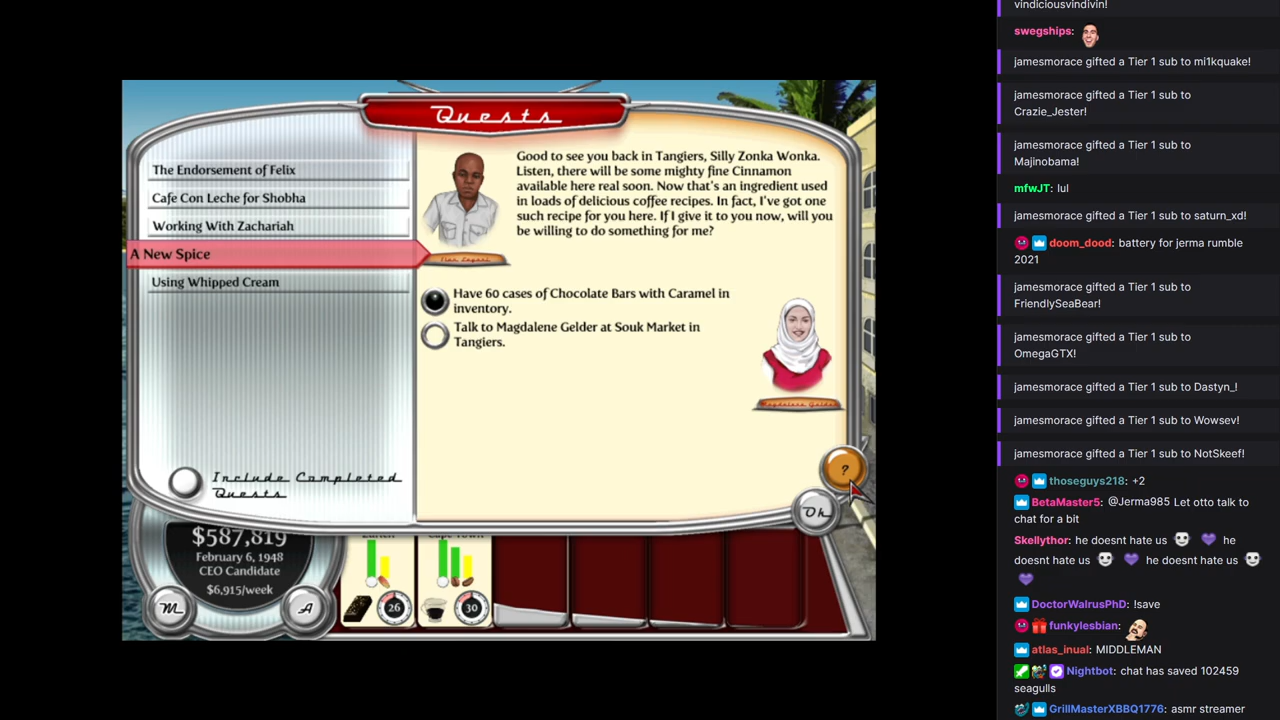 Quests
The Endorsement of Felix
Cafe Con Leche for Shobha
Working With Zachariah
A New Spice
Using Whipped Cream
Include Completed
Quests
Good to see you back in Tangiers, Silly Zonka Wonka.
Listen, there will be some mighty fine Cinnamon
available here real soon. Now that's an ingredient used
in loads of delicious coffee recipes. In fact, I've got one
such recipe for you here. If I give it to you now, will you
be willing to do something for me?
Have 60 cases of Chocolate Bars with Caramel in
inventory.
Talk to Magdalene Gelder at Souk Market in
Tangiers.
Magdalene Gelder
?
Ok
$587,819
February 6, 1948
CEO Candidate
$6,915/week
M
A
Zurich
Cape Town
26
30
vindiciousvindivin!
swegships:
jamesmorace gifted a Tier 1 sub to mi1kquake!
jamesmorace gifted a Tier 1 sub to
Crazie_Jester!
jamesmorace gifted a Tier 1 sub to
Majinobama!
mfwJT: lul
jamesmorace gifted a Tier 1 sub to saturn_xd!
doom_dood: battery for jerma rumble
2021
jamesmorace gifted a Tier 1 sub to
FriendlySeaBear!
jamesmorace gifted a Tier 1 sub to
OmegaGTX!
jamesmorace gifted a Tier 1 sub to Dastyn_!
jamesmorace gifted a Tier 1 sub to Wowsev!
jamesmorace gifted a Tier 1 sub to NotSkeef!
thoseguys218: +2
BetaMaster5: @Jerma985 Let otto talk to
chat for a bit
Skellythor: he doesnt hate us he
doesnt hate us he doesnt hate us
DoctorWalrusPhD: !save
funkylesbian:
atlas_inual: MIDDLEMAN
Nightbot: chat has saved 102459
seagulls
GrillMasterXBBQ1776: asmr streamer